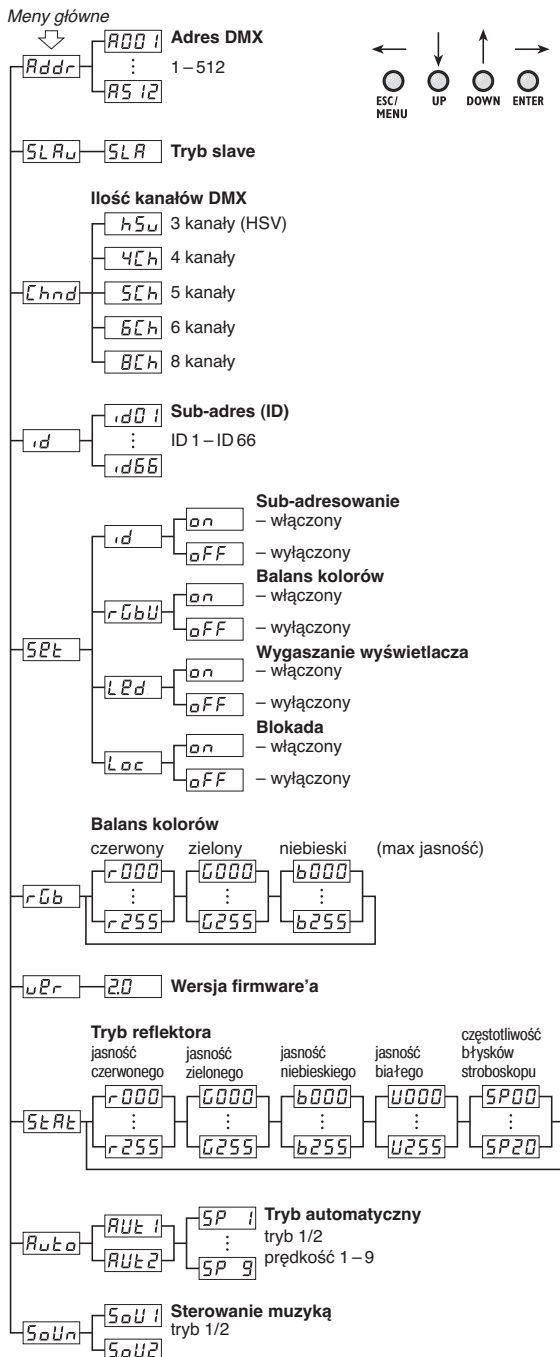 Meny główne
Addr
A001
Adres DMX
⋮
1–512
A512
ESC/
MENU
UP
DOWN
ENTER
SLAv
SLA
Tryb slave
Ilość kanałów DMX
Chnd
hSv
3 kanały (HSV)
4Ch
4 kanały
5Ch
5 kanały
6Ch
6 kanały
8Ch
8 kanały
id
id01
Sub-adres (ID)
⋮
ID 1–ID 66
id66
SEt
id
Sub-adresowanie
on
– włączony
oFF
– wyłączony
rGbU
Balans kolorów
on
– włączony
oFF
– wyłączony
LEd
Wygaszanie wyświetlacza
on
– włączony
oFF
– wyłączony
Loc
Blokada
on
– włączony
oFF
– wyłączony
Balans kolorów
czerwony zielony niebieski (max jasność)
rGb
r000 G000 b000
⋮ ⋮ ⋮
r255 G255 b255
vEr
2.0
Wersja firmware'a
Tryb reflektora
jasność czerwonego
jasność zielonego
jasność niebieskiego
jasność białego
częstotliwość błysków stroboskopu
StAt
r000 G000 b000 U000 SP00
⋮ ⋮ ⋮ ⋮ ⋮
r255 G255 b255 U255 SP20
Auto
AUt1
AUt2
SP 1
⋮
SP 9
Tryb automatyczny
tryb 1/2
prędkość 1–9
SoUn
SoU1
SoU2
Sterowanie muzyką
tryb 1/2